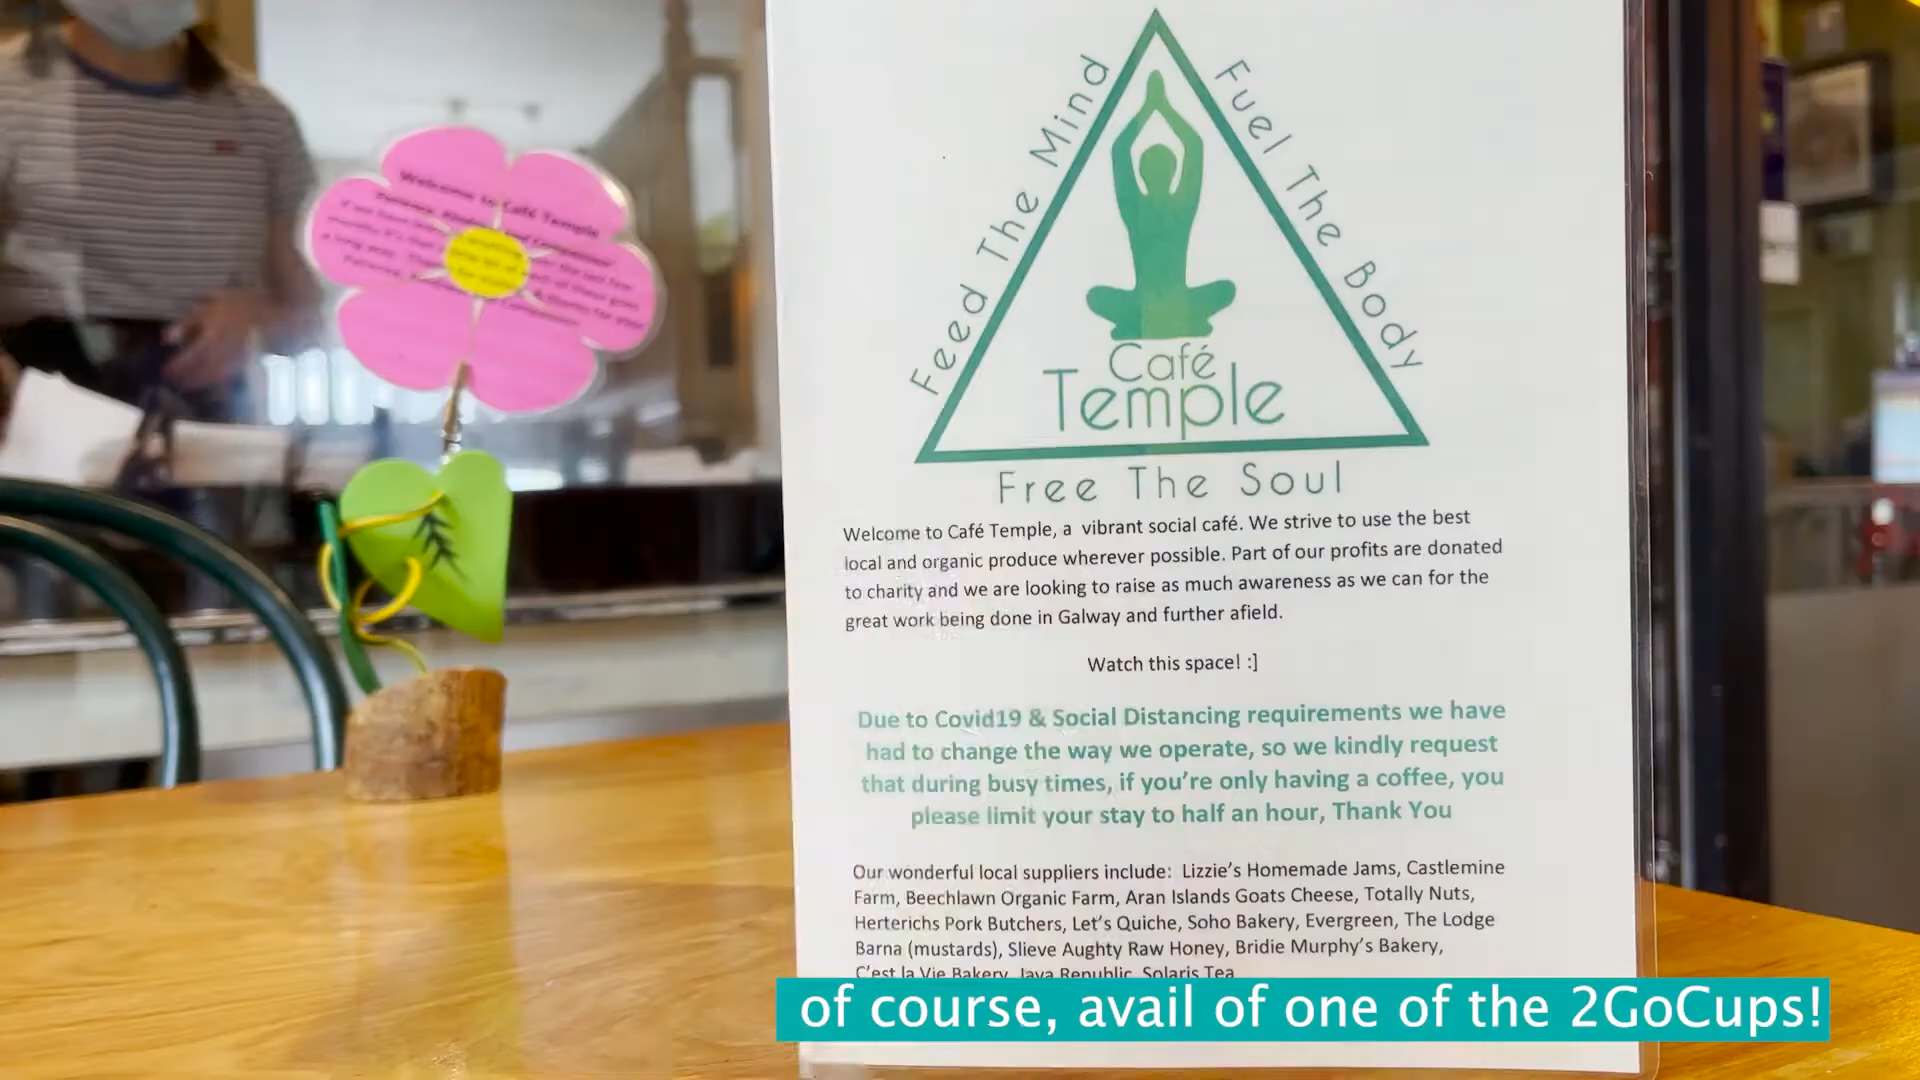 Feed The Mind
Fuel The Body
Café
Temple
Free The Soul
Welcome to Café Temple, a vibrant social café. We strive to use the best
local and organic produce wherever possible. Part of our profits are donated
to charity and we are looking to raise as much awareness as we can for the
great work being done in Galway and further afield.
Watch this space! :]
Due to Covid19 & Social Distancing requirements we have
had to change the way we operate, so we kindly request
that during busy times, if you're only having a coffee, you
please limit your stay to half an hour, Thank You
Our wonderful local suppliers include: Lizzie's Homemade Jams, Castlemine
Farm, Beechlawn Organic Farm, Aran Islands Goats Cheese, Totally Nuts,
Herterichs Pork Butchers, Let's Quiche, Soho Bakery, Evergreen, The Lodge
Barna (mustards), Slieve Aughty Raw Honey, Bridie Murphy's Bakery,
C'est la Vie Bakery, Java Republic, Solaris Tea
of course, avail of one of the 2GoCups!
Welcome to Café Temple